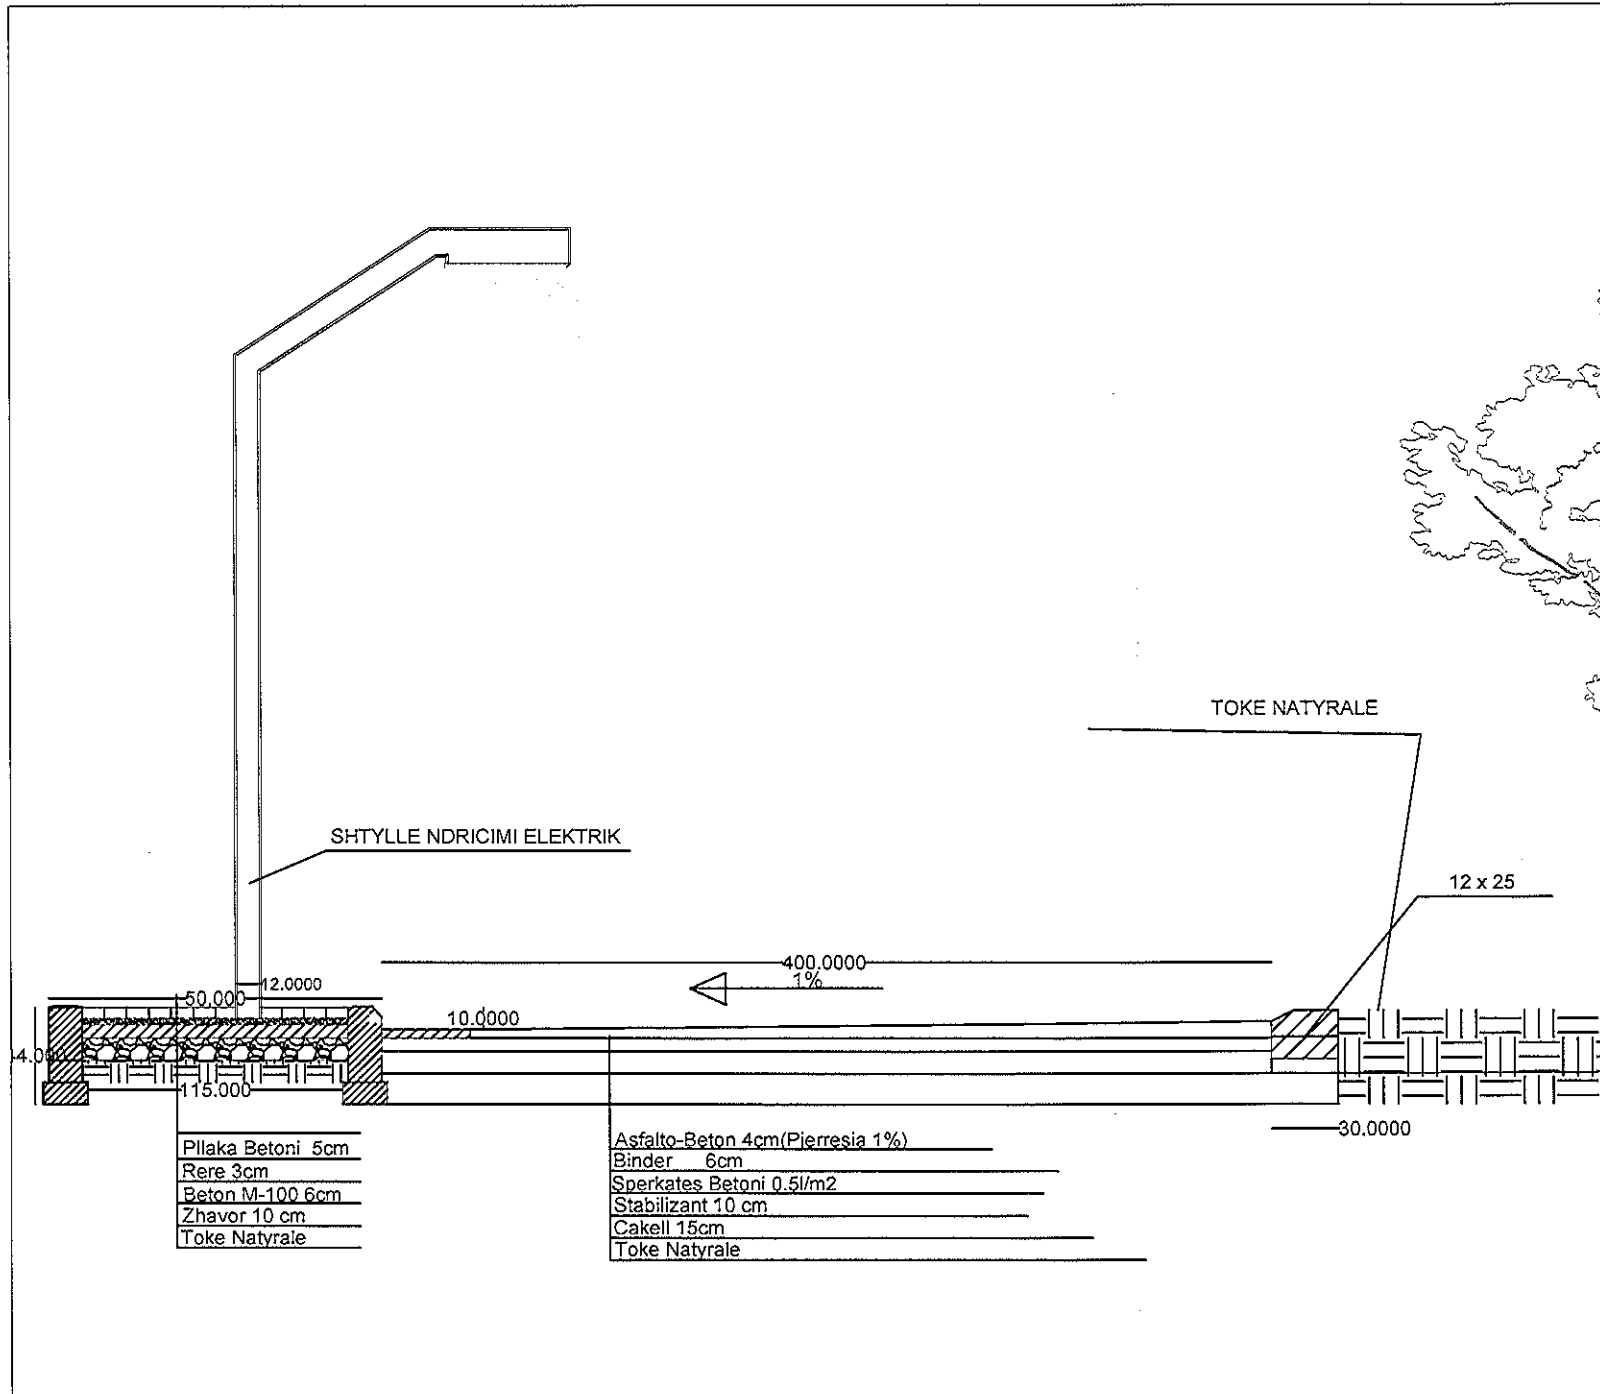 TOKE NATYRALE
SHTYLLE NDRICIMI ELEKTRIK
12 x 25
400.0000
1%
12.0000
50.000
10.0000
115.000
30.0000
Pllaka Betoni 5cm
Rere 3cm
Beton M-100 6cm
Zhavor 10 cm
Toke Natyrale
Asfalto-Beton 4cm(Pjerresia 1%)
Binder 6cm
Sperkates Betoni 0.5l/m2
Stabilizant 10 cm
Cakell 15cm
Toke Natyrale